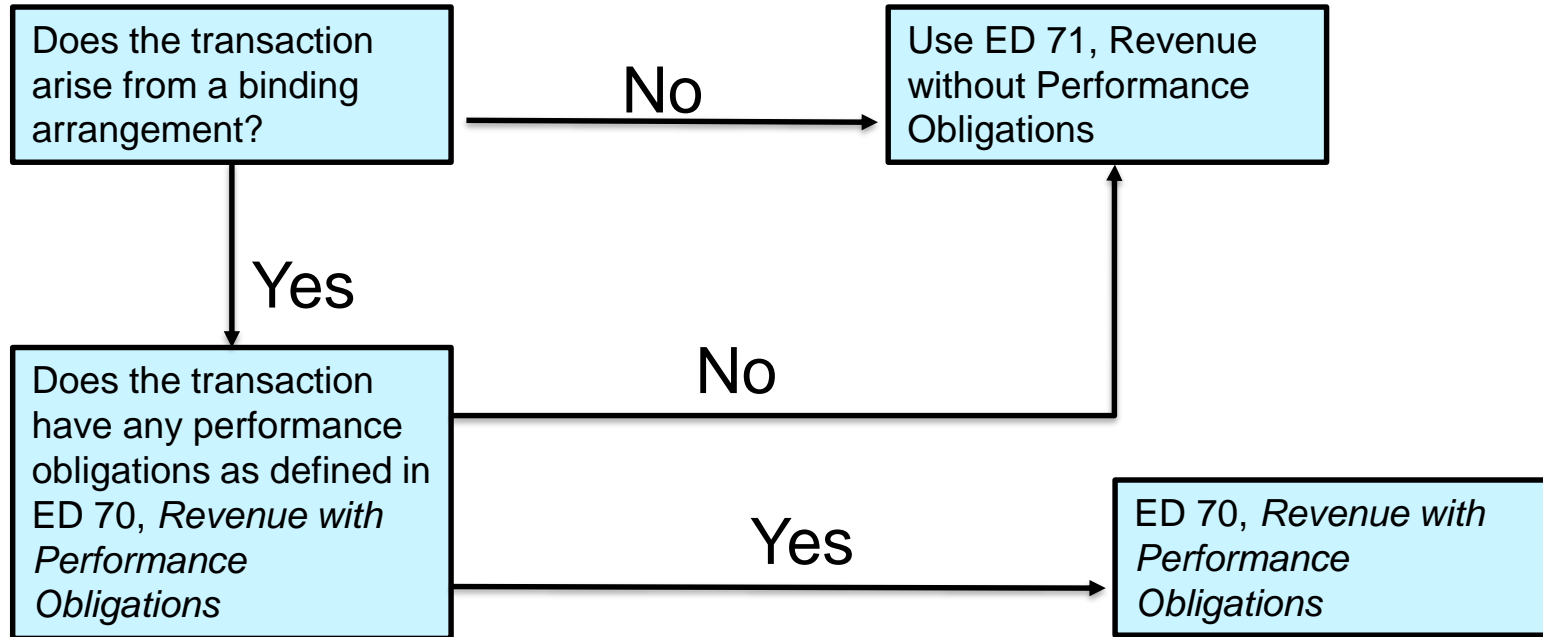 Does the transaction
arise from a binding
arrangement?
No
Use ED 71, Revenue
without Performance
Obligations
Yes
Does the transaction
have any performance
obligations as defined in
ED 70, Revenue with
Performance
Obligations
No
Yes
ED 70, Revenue with
Performance
Obligations